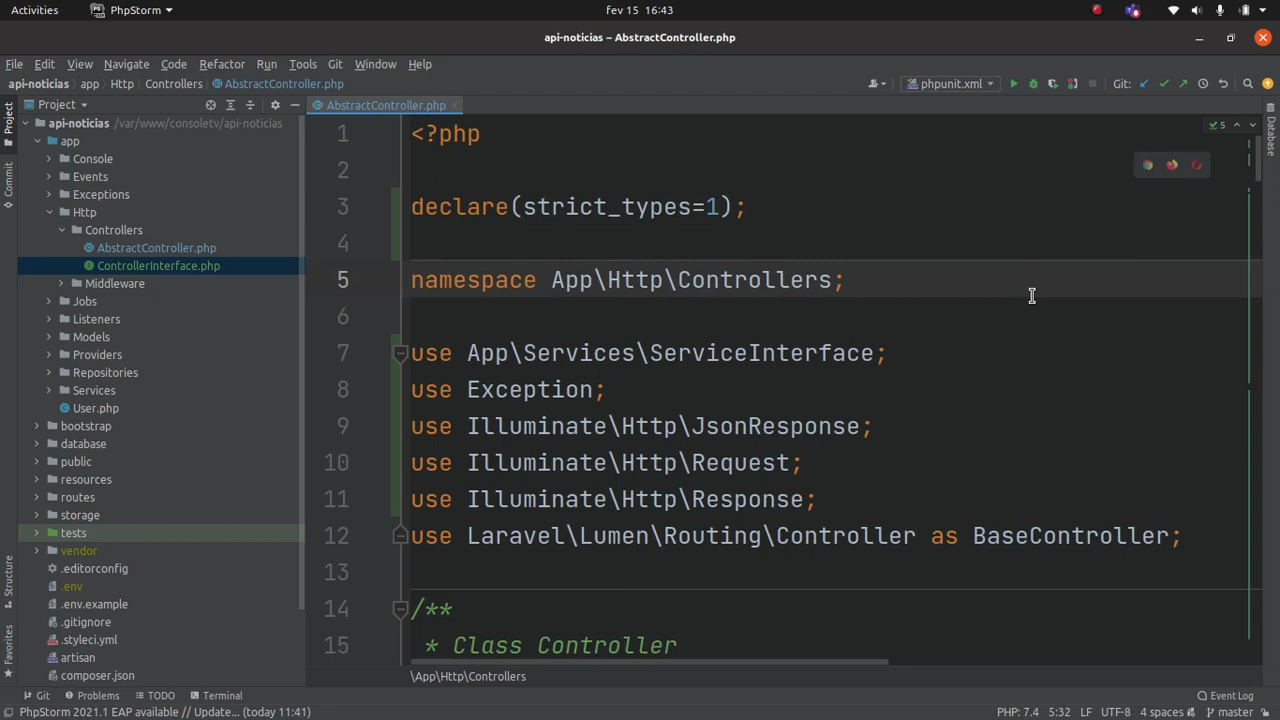 Activities PhpStorm fev 15 16:43
api-noticias – AbstractController.php
File Edit View Navigate Code Refactor Run Tools Git Window Help
api-noticias app Http Controllers AbstractController.php phpunit.xml Git:
Project AbstractController.php
api-noticias /var/www/consoletv/api-noticias
app
Console
Events
Exceptions
Http
Controllers
AbstractController.php
ControllerInterface.php
Middleware
Jobs
Listeners
Models
Providers
Repositories
Services
User.php
bootstrap
database
public
resources
routes
storage
tests
vendor
.editorconfig
.env
.env.example
.gitignore
.styleci.yml
artisan
composer.json
Project
Commit
Structure
Favorites
1 <?php
2
3 declare(strict_types=1);
4
5 namespace App\Http\Controllers;
6
7 use App\Services\ServiceInterface;
8 use Exception;
9 use Illuminate\Http\JsonResponse;
10 use Illuminate\Http\Request;
11 use Illuminate\Http\Response;
12 use Laravel\Lumen\Routing\Controller as BaseController;
13
14 /**
15 * Class Controller
5
Database
\App\Http\Controllers
Git Problems TODO Terminal Event Log
PhpStorm 2021.1 EAP available // Update... (today 11:41) PHP: 7.4 5:32 LF UTF-8 4 spaces master